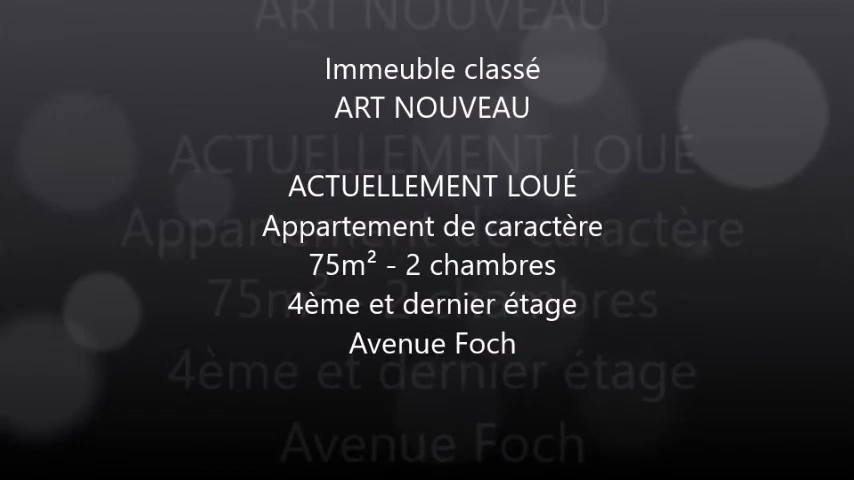 Immeuble classé
ART NOUVEAU
ACTUELLEMENT LOUÉ
Appartement de caractère
75m² - 2 chambres
4ème et dernier étage
Avenue Foch